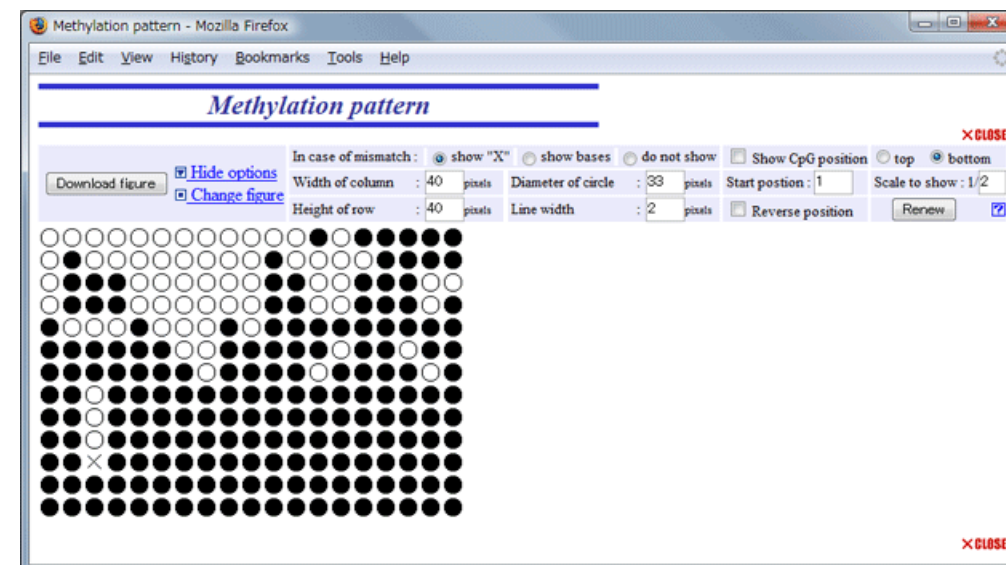 Methylation pattern - Mozilla Firefox
File Edit View History Bookmarks Tools Help
Methylation pattern
×CLOSE
In case of mismatch : show "X" show bases do not show Show CpG position top bottom
Download figure Hide options Width of column : 40 pixels Diameter of circle : 33 pixels Start postion : 1 Scale to show : 1/2
Change figure Height of row : 40 pixels Line width : 2 pixels Reverse position Renew ?
×CLOSE